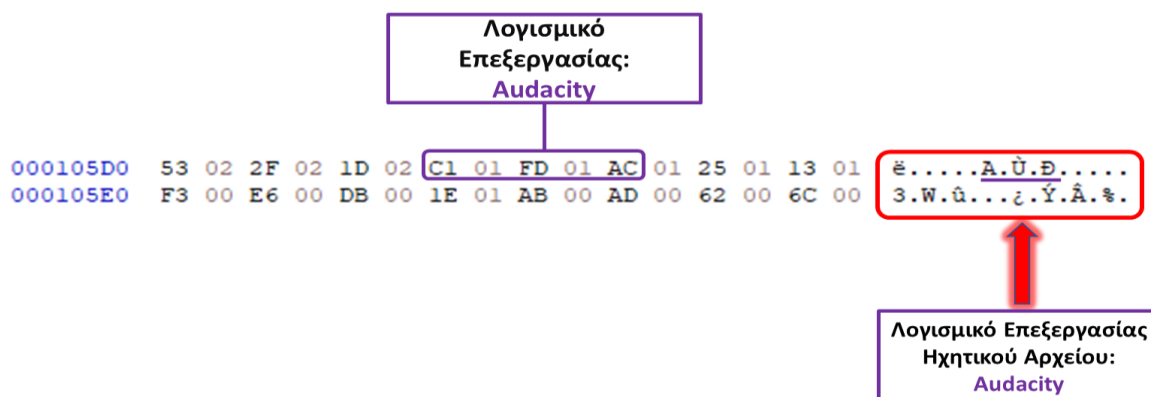 Λογισμικό
Επεξεργασίας:
Audacity
000105D0 53 02 2F 02 1D 02 C1 01 FD 01 AC 01 25 01 13 01 ë.....A.Ù.Ð.....
000105E0 F3 00 E6 00 DB 00 1E 01 AB 00 AD 00 62 00 6C 00 3.W.û...¿.Ý.Â.%.
Λογισμικό Επεξεργασίας
Ηχητικού Αρχείου:
Audacity